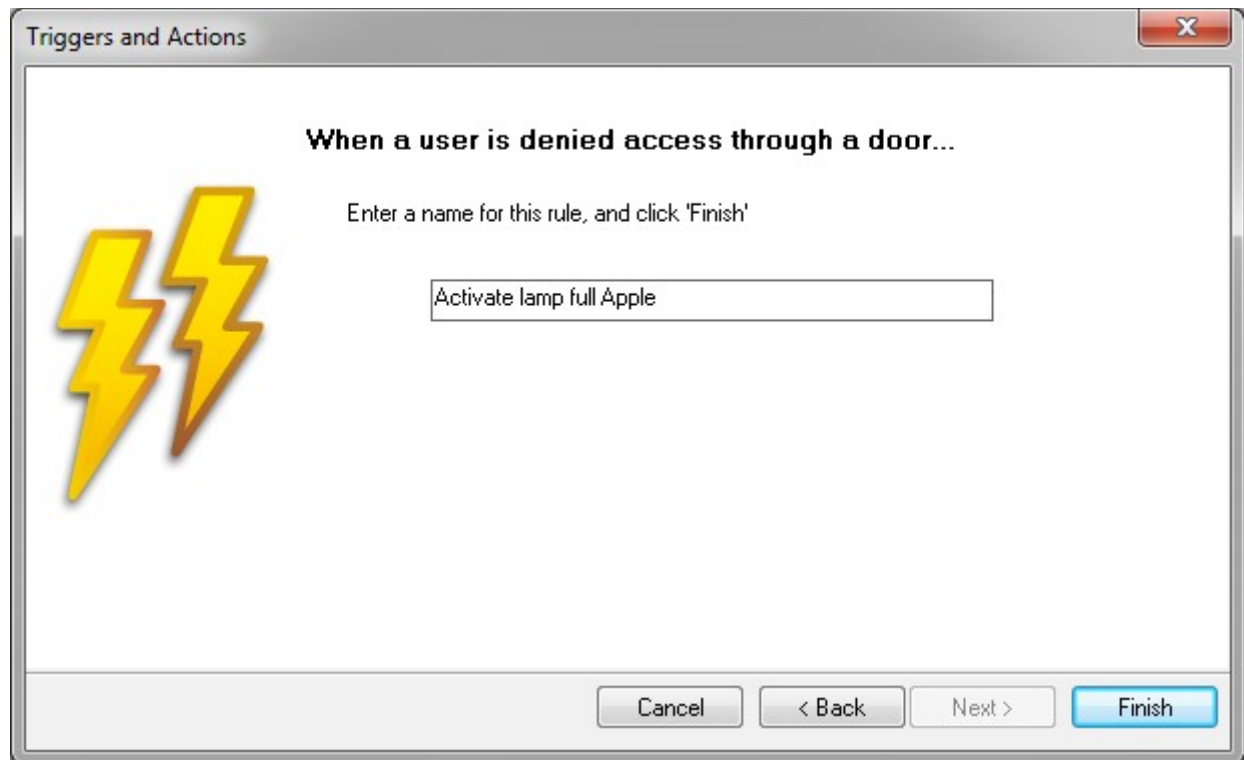 Triggers and Actions
When a user is denied access through a door...
Enter a name for this rule, and click 'Finish'
Activate lamp full Apple
Cancel
< Back
Next >
Finish